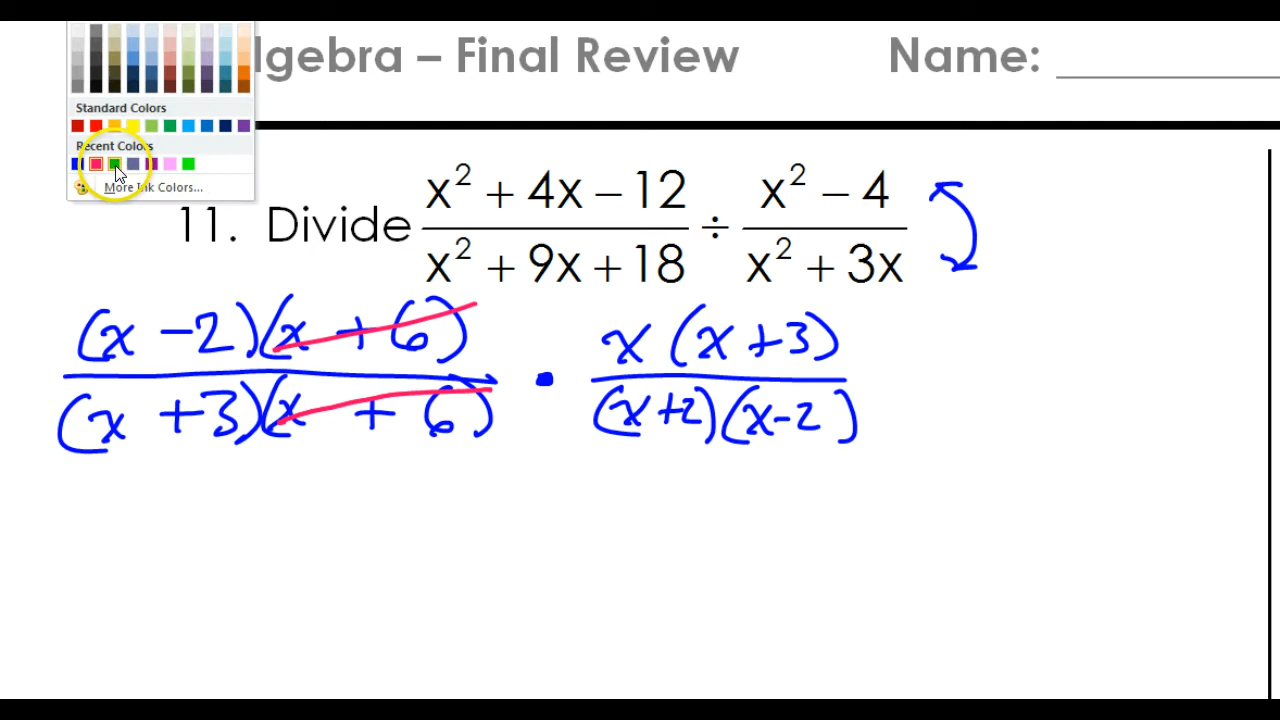 lgebra – Final Review Name: ____________
Standard Colors
Recent Colors
More Ink Colors...
11. Divide (x² + 4x – 12)/(x² + 9x + 18) ÷ (x² – 4)/(x² + 3x)
(x - 2)(x + 6) x (x + 3)
•
(x + 3)(x + 6) (x+2)(x-2)